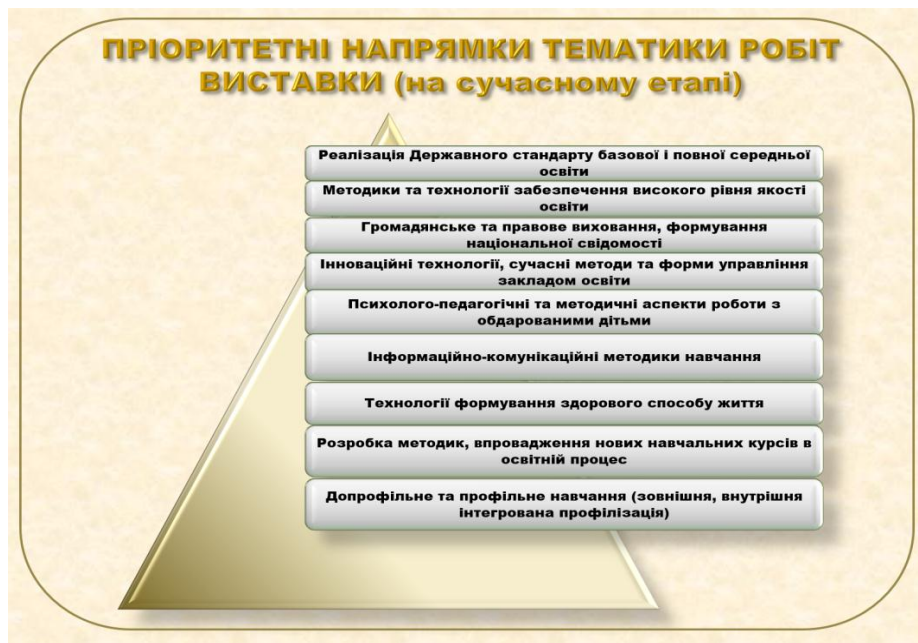 ПРІОРИТЕТНІ НАПРЯМКИ ТЕМАТИКИ РОБІТ
ВИСТАВКИ (на сучасному етапі)
Реалізація Державного стандарту базової і повної середньої
освіти
Методики та технології забезпечення високого рівня якості
освіти
Громадянське та правове виховання, формування
національної свідомості
Інноваційні технології, сучасні методи та форми управління
закладом освіти
Психолого-педагогічні та методичні аспекти роботи з
обдарованими дітьми
Інформаційно-комунікаційні методики навчання
Технології формування здорового способу життя
Розробка методик, впровадження нових навчальних курсів в
освітній процес
Допрофільне та профільне навчання (зовнішня, внутрішня
інтегрована профілізація)